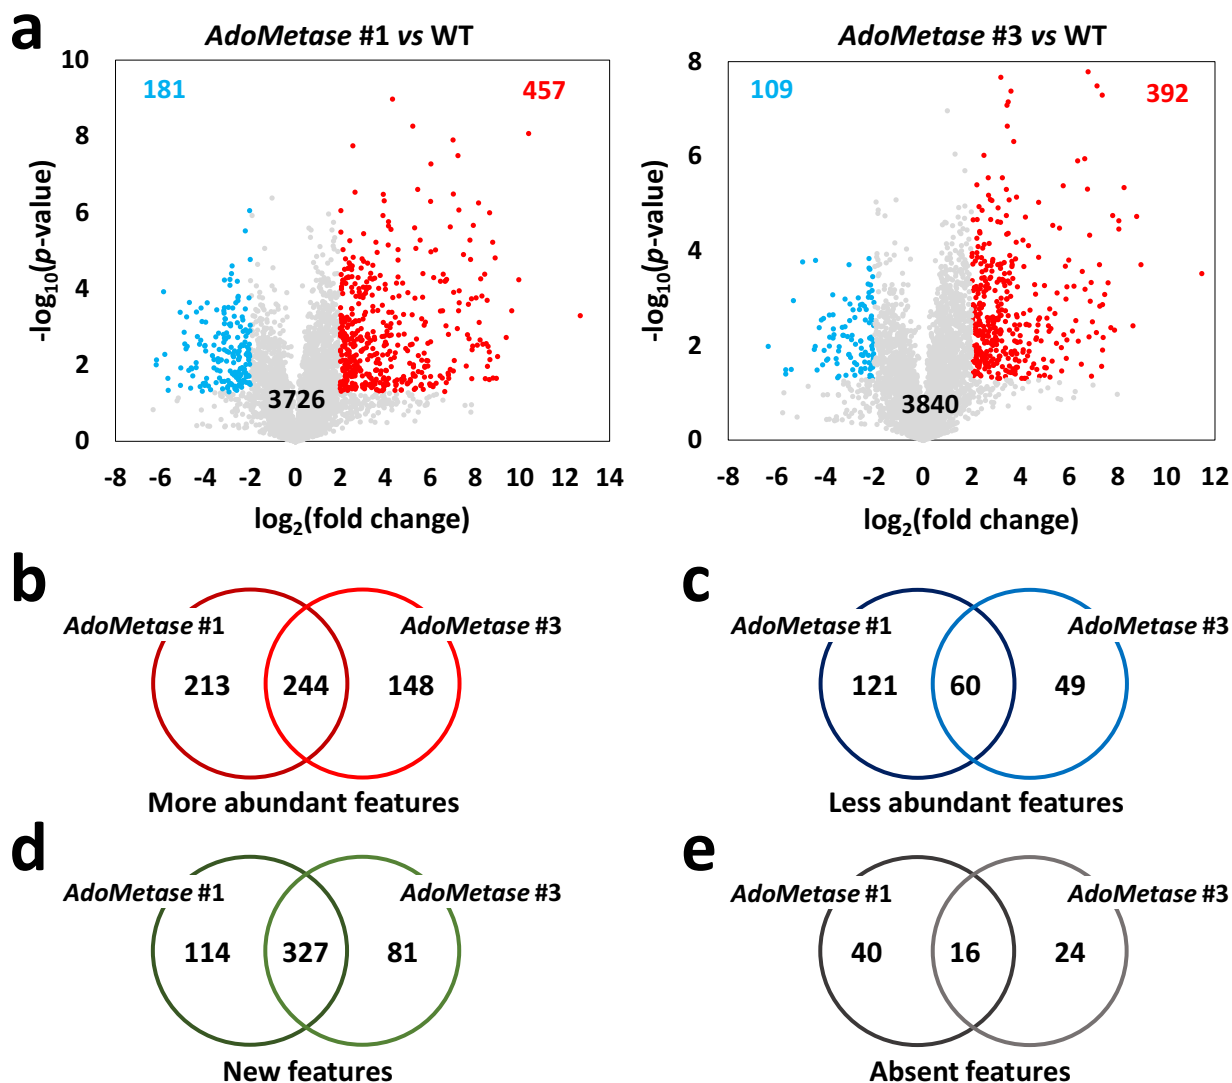 a
AdoMetase #1 vs WT
AdoMetase #3 vs WT
181
457
3726
-log10(p-value)
10
8
6
4
2
0
-8 -6 -4 -2 0 2 4 6 8 10 12 14
log2(fold change)
109
392
3840
-log10(p-value)
8
6
4
2
0
-8 -6 -4 -2 0 2 4 6 8 10 12
log2(fold change)
b
AdoMetase #1
AdoMetase #3
213 244 148
More abundant features
c
AdoMetase #1
AdoMetase #3
121 60 49
Less abundant features
d
AdoMetase #1
AdoMetase #3
114 327 81
New features
e
AdoMetase #1
AdoMetase #3
40 16 24
Absent features